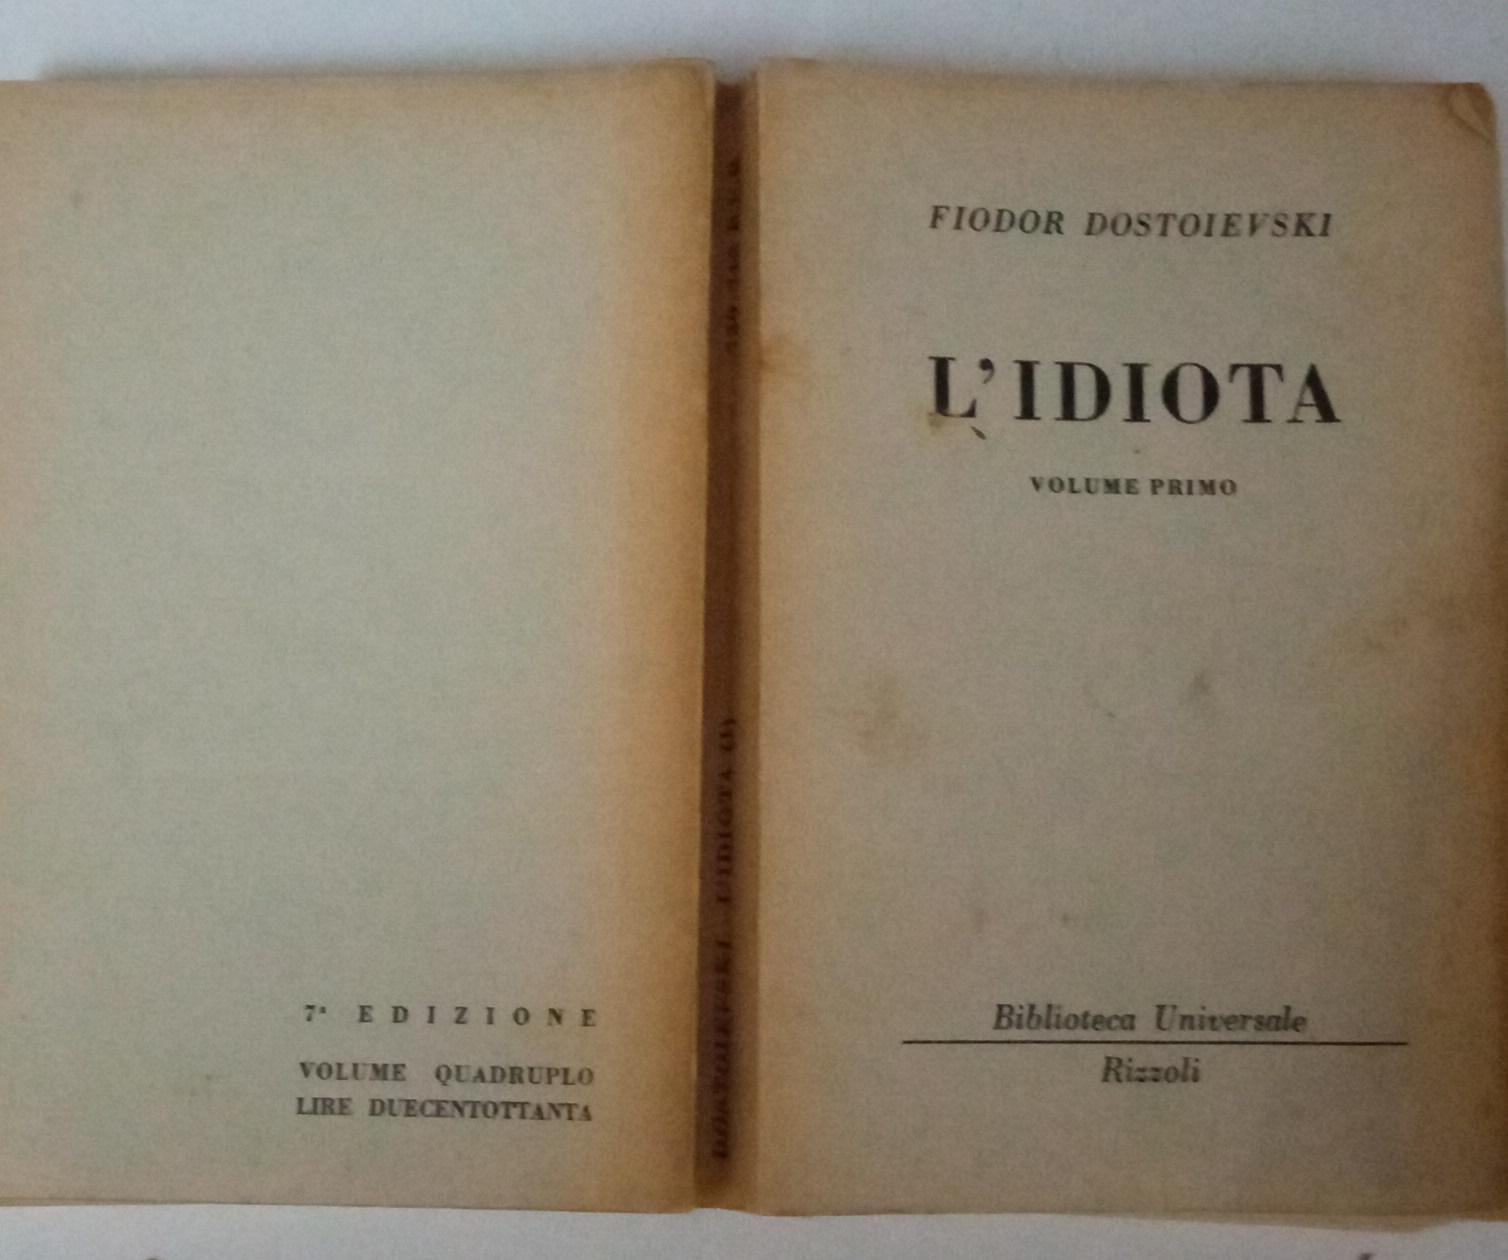 7ª EDIZIONE
VOLUME QUADRUPLO
LIRE DUECENTOTTANTA
DOSTOIEVSKI - L'IDIOTA (I)
FIODOR DOSTOIEVSKI
L'IDIOTA
VOLUME PRIMO
Biblioteca Universale
Rizzoli